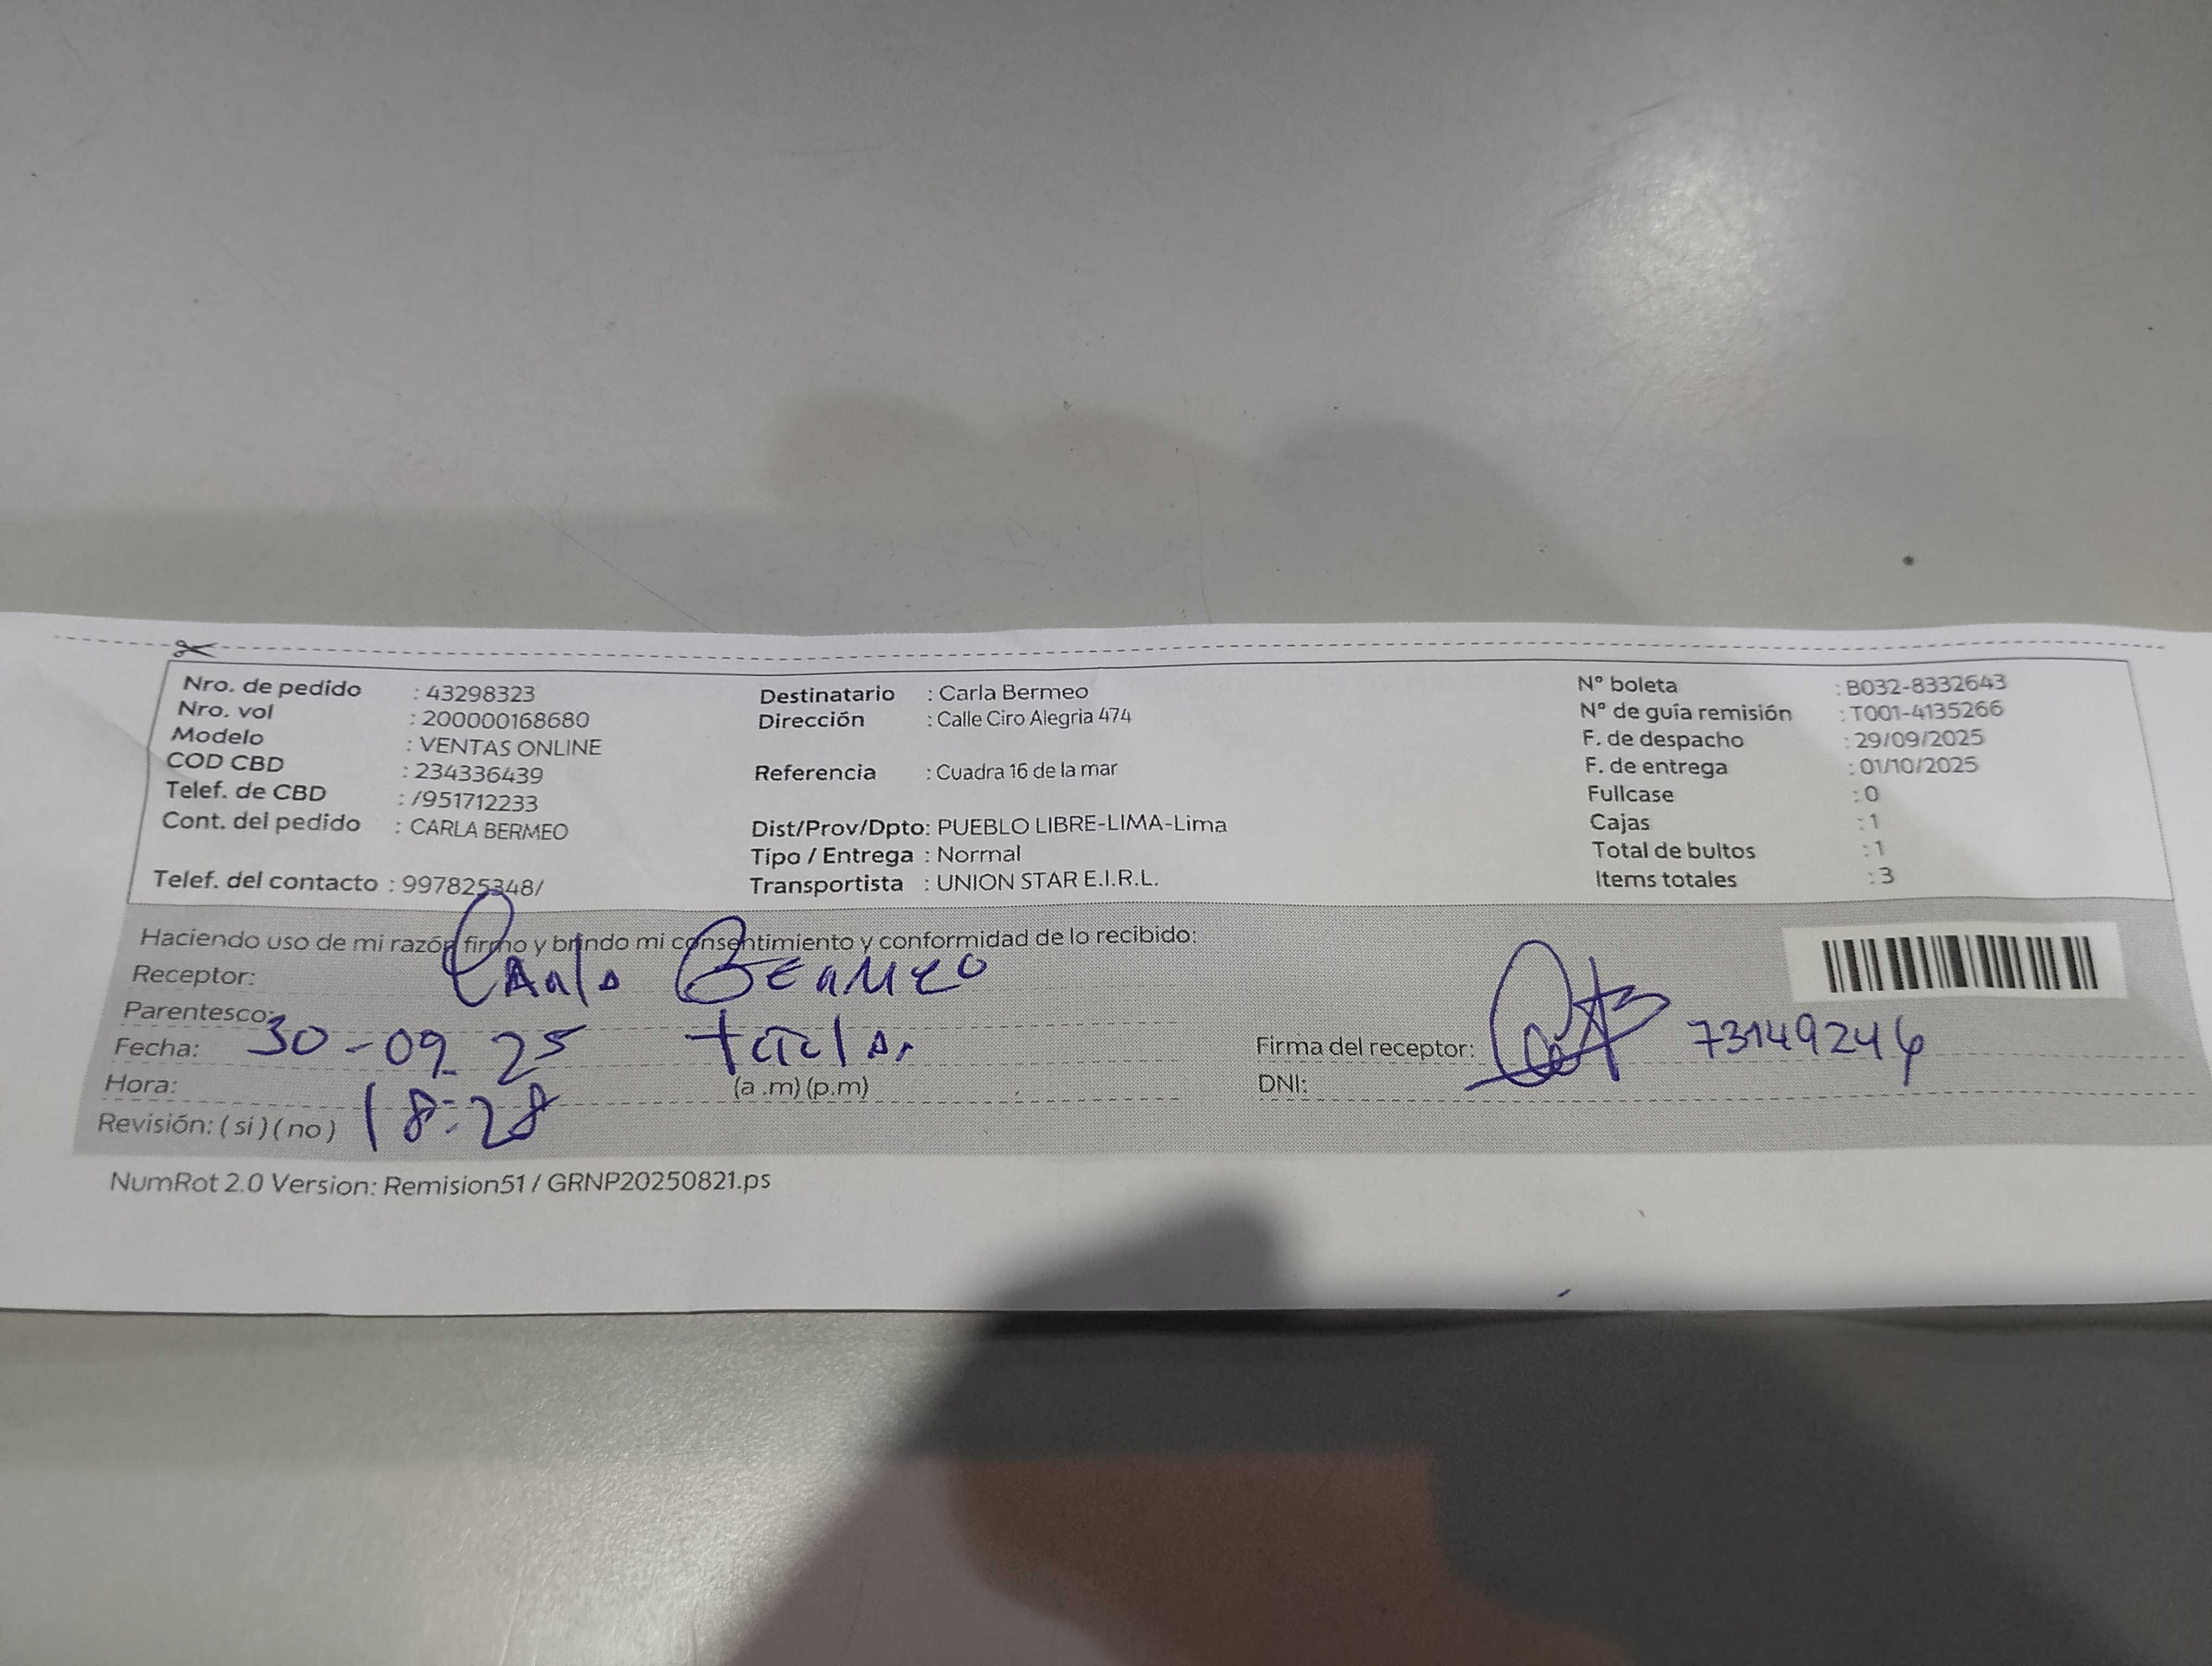 Nro. de pedido : 43298323
Nro. vol : 200000168680
Modelo : VENTAS ONLINE
COD CBD : 234336439
Telef. de CBD : /951712233
Cont. del pedido : CARLA BERMEO
Telef. del contacto : 997825348/
Destinatario : Carla Bermeo
Dirección : Calle Ciro Alegria 474
Referencia : Cuadra 16 de la mar
Dist/Prov/Dpto: PUEBLO LIBRE-LIMA-Lima
Tipo / Entrega : Normal
Transportista : UNION STAR E.I.R.L.
N° boleta : B032-8332643
N° de guía remisión : T001-4135266
F. de despacho : 29/09/2025
F. de entrega : 01/10/2025
Fullcase : 0
Cajas : 1
Total de bultos : 1
Items totales : 3
Haciendo uso de mi razón firmo y brindo mi consentimiento y conformidad de lo recibido:
Receptor: Carla Bermeo
Parentesco:
Fecha: 30-09-25
Hora: 18:28 (a .m) (p.m)
Revisión: ( si ) ( no )
Firma del receptor:
DNI: 73149246
NumRot 2.0 Version: Remision51 / GRNP20250821.ps